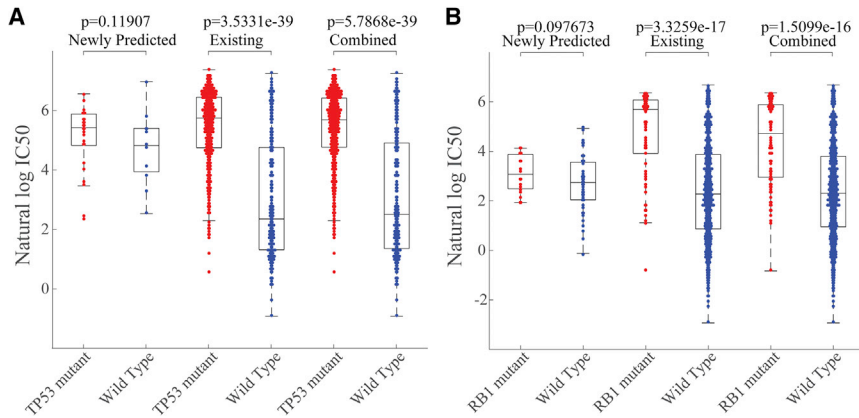 A
p=0.11907
Newly Predicted
p=3.5331e-39
Existing
p=5.7868e-39
Combined
Natural log IC50
6
4
2
0
TP53 mutant
Wild Type
TP53 mutant
Wild Type
TP53 mutant
Wild Type
B
p=0.097673
Newly Predicted
p=3.3259e-17
Existing
p=1.5099e-16
Combined
Natural log IC50
6
4
2
0
-2
RB1 mutant
Wild Type
RB1 mutant
Wild Type
RB1 mutant
Wild Type